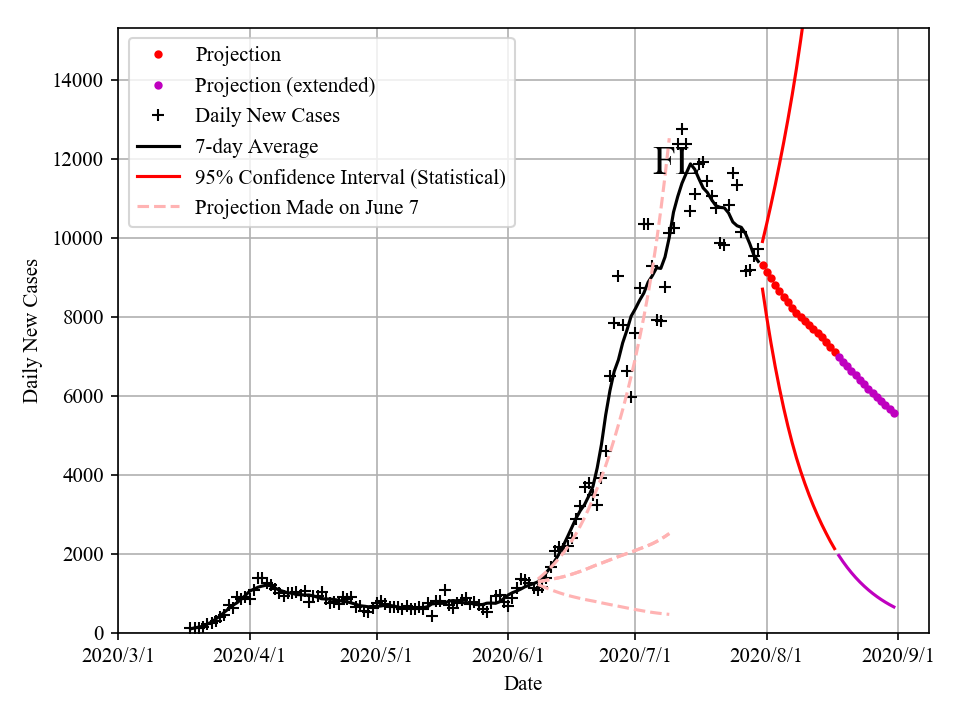 14000
12000
10000
8000
6000
4000
2000
0
Daily New Cases
Projection
Projection (extended)
Daily New Cases
7-day Average
95% Confidence Interval (Statistical)
Projection Made on June 7
FL
2020/3/1 2020/4/1 2020/5/1 2020/6/1 2020/7/1 2020/8/1 2020/9/1
Date